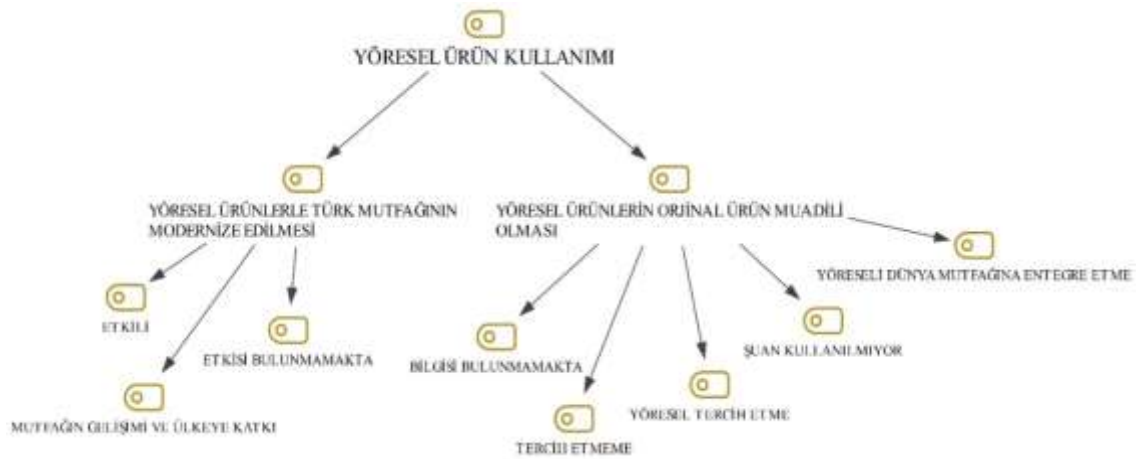 YÖRESEL ÜRÜN KULLANIMI
YÖRESEL ÜRÜNLERLE TÜRK MUTFAĞININ
MODERNİZE EDİLMESİ
YÖRESEL ÜRÜNLERİN ORJİNAL ÜRÜN MUADİLİ
OLMASI
YÖRESELİ DÜNYA MUTFAĞINA ENTEGRE ETME
ETKİLİ
ETKİSİ BULUNMAMAKTA
BİLGİSİ BULUNMAMAKTA
ŞUAN KULLANILMIYOR
MUTFAĞIN GELİŞİMİ VE ÜLKEYE KATKI
YÖRESEL TERCİH ETME
TERCİH ETMEME